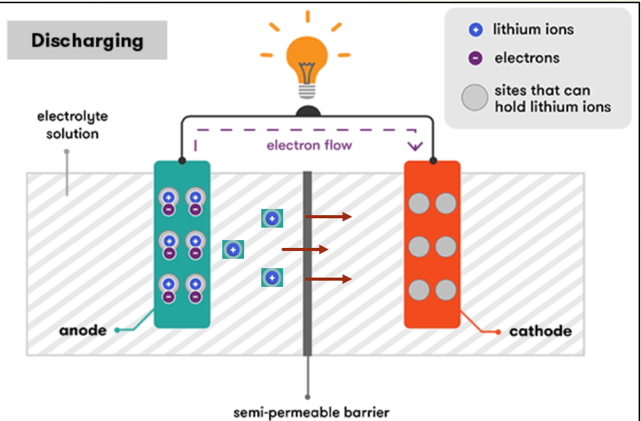 Discharging
lithium ions
electrons
sites that can
hold lithium ions
electrolyte
solution
electron flow
anode
cathode
semi-permeable barrier